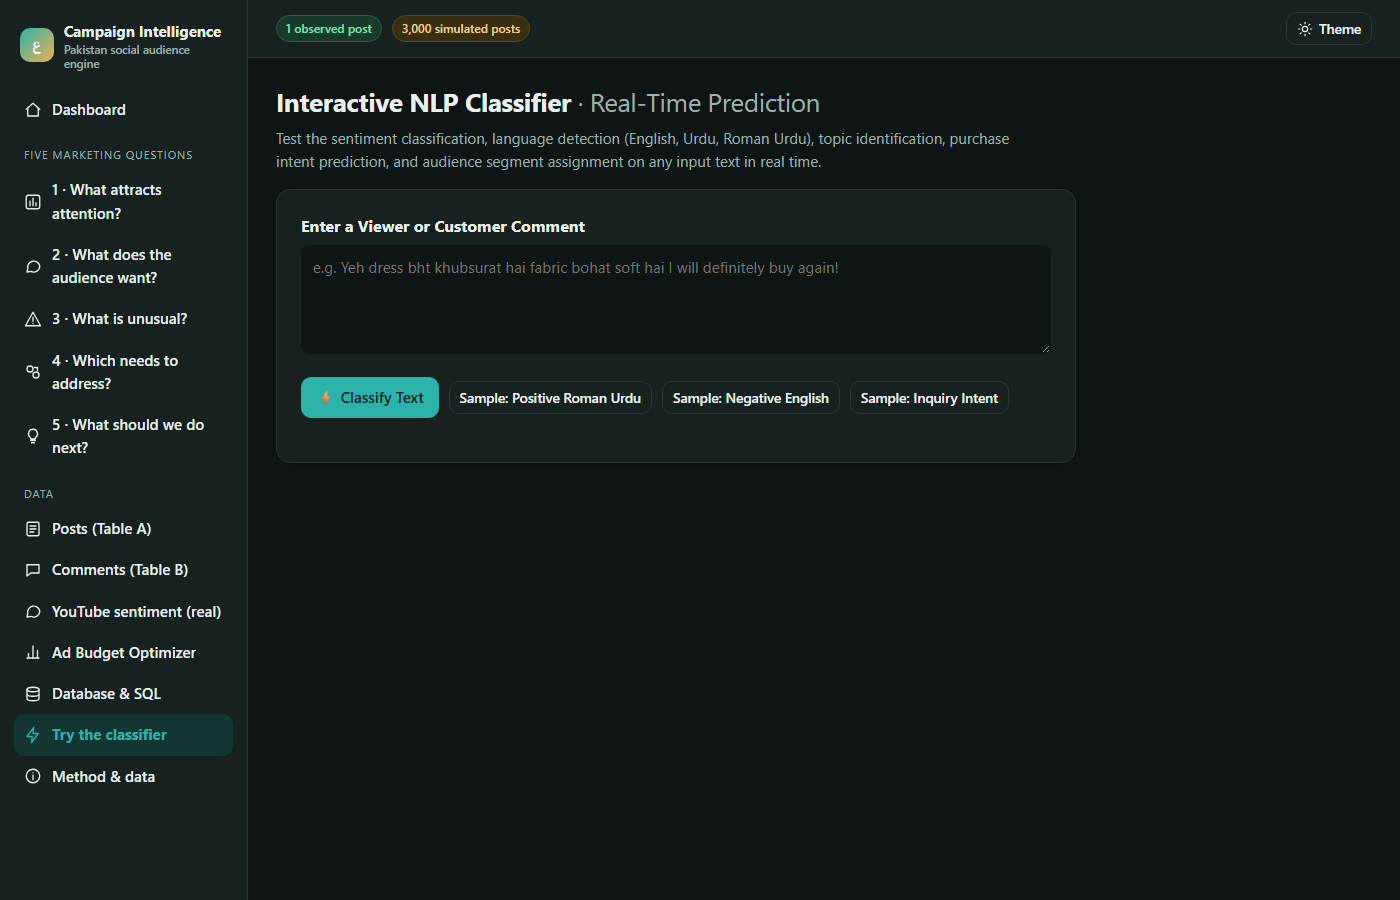 ع
Campaign Intelligence
Pakistan social audience
engine
Dashboard
FIVE MARKETING QUESTIONS
1 · What attracts
attention?
2 · What does the
audience want?
3 · What is unusual?
4 · Which needs to
address?
5 · What should we do
next?
DATA
Posts (Table A)
Comments (Table B)
YouTube sentiment (real)
Ad Budget Optimizer
Database & SQL
Try the classifier
Method & data
1 observed post
3,000 simulated posts
Theme
Interactive NLP Classifier · Real-Time Prediction
Test the sentiment classification, language detection (English, Urdu, Roman Urdu), topic identification, purchase
intent prediction, and audience segment assignment on any input text in real time.
Enter a Viewer or Customer Comment
e.g. Yeh dress bht khubsurat hai fabric bohat soft hai I will definitely buy again!
Classify Text
Sample: Positive Roman Urdu
Sample: Negative English
Sample: Inquiry Intent